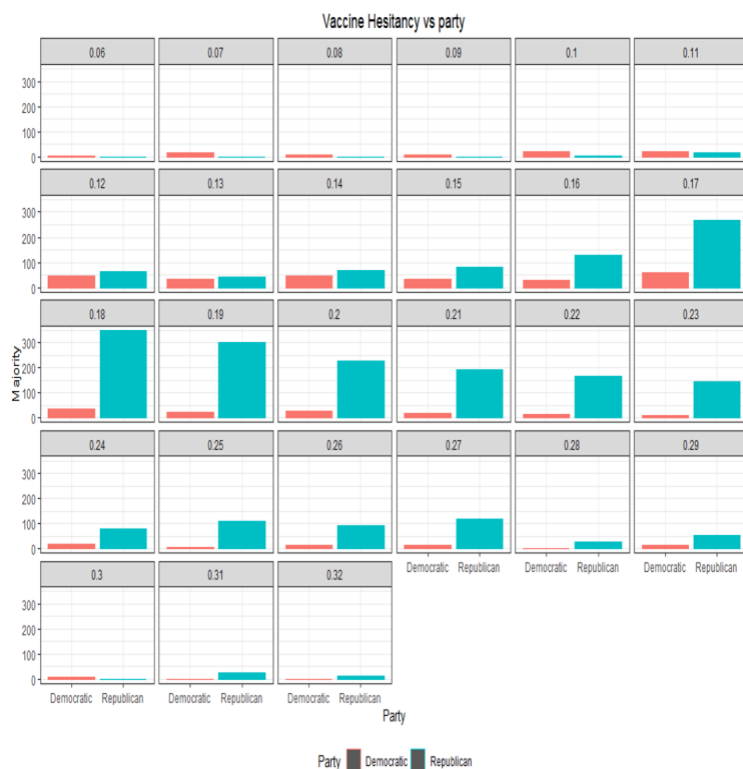 Vaccine Hesitancy vs party
0.06 0.07 0.08 0.09 0.1 0.11
300
200
100
0
0.12 0.13 0.14 0.15 0.16 0.17
300
200
100
0
0.18 0.19 0.2 0.21 0.22 0.23
300
200
100
0
Majority
0.24 0.25 0.26 0.27 0.28 0.29
300
200
100
0
Democratic Republican Democratic Republican Democratic Republican
0.3 0.31 0.32
300
200
100
0
Democratic Republican Democratic Republican Democratic Republican
Party
Party Democratic Republican